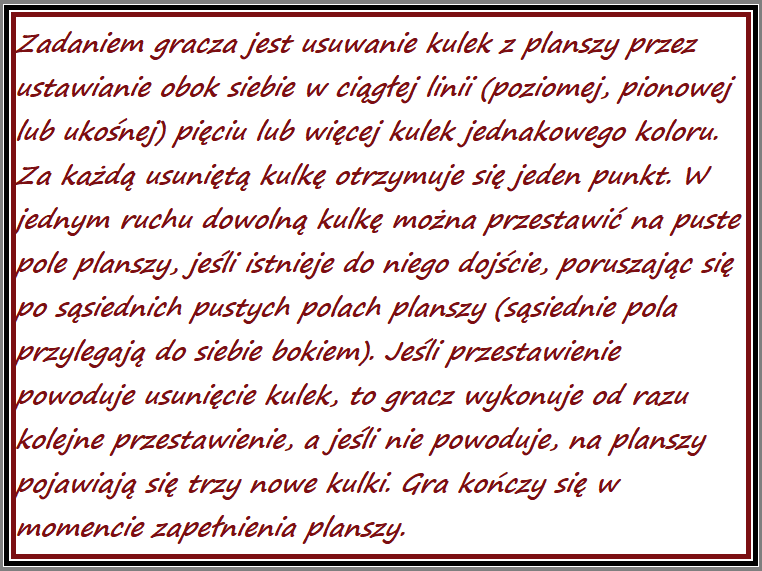 Zadaniem gracza jest usuwanie kulek z planszy przez
ustawianie obok siebie w ciągłej linii (poziomej, pionowej
lub ukośnej) pięciu lub więcej kulek jednakowego koloru.
Za każdą usuniętą kulkę otrzymuje się jeden punkt. W
jednym ruchu dowolną kulkę można przestawić na puste
pole planszy, jeśli istnieje do niego dojście, poruszając się
po sąsiednich pustych polach planszy (sąsiednie pola
przylegają do siebie bokiem). Jeśli przestawienie
powoduje usunięcie kulek, to gracz wykonuje od razu
kolejne przestawienie, a jeśli nie powoduje, na planszy
pojawiają się trzy nowe kulki. Gra kończy się w
momencie zapełnienia planszy.